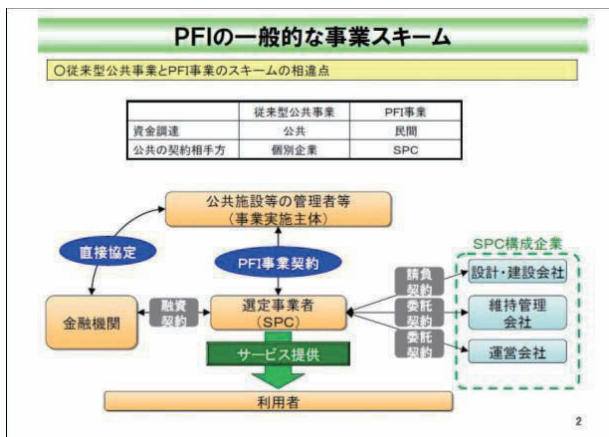 PFIの一般的な事業スキーム
〇従来型公共事業とPFI事業のスキームの相違点
従来型公共事業 PFI事業
資金調達 公共 民間
公共の契約相手方 個別企業 SPC
公共施設等の管理者等
(事業実施主体)
直接協定
PFI事業契約
SPC構成企業
金融機関
融資
契約
選定事業者
(SPC)
請負
契約
設計・建設会社
委託
契約
維持管理
会社
委託
契約
運営会社
サービス提供
利用者
2